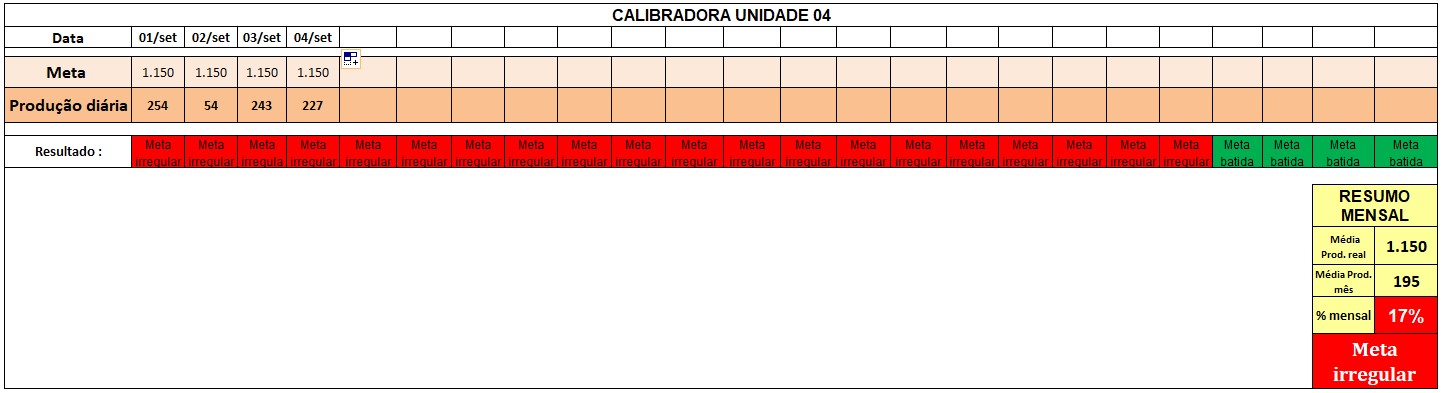 CALIBRADORA UNIDADE 04
Data 01/set 02/set 03/set 04/set
Meta 1.150 1.150 1.150 1.150
Produção diária 254 54 243 227
Resultado : Meta Meta Meta Meta Meta Meta Meta Meta Meta Meta Meta Meta Meta Meta Meta Meta Meta Meta Meta Meta Meta Meta Meta Meta
irregular irregular irregula irregular irregular irregular irregular irregular irregular irregular irregular irregular irregular irregular irregular irregular irregular irregular irregular irregular batida batida batida batida
RESUMO
MENSAL
Média
Prod. real 1.150
Média Prod.
mês 195
% mensal 17%
Meta
irregular